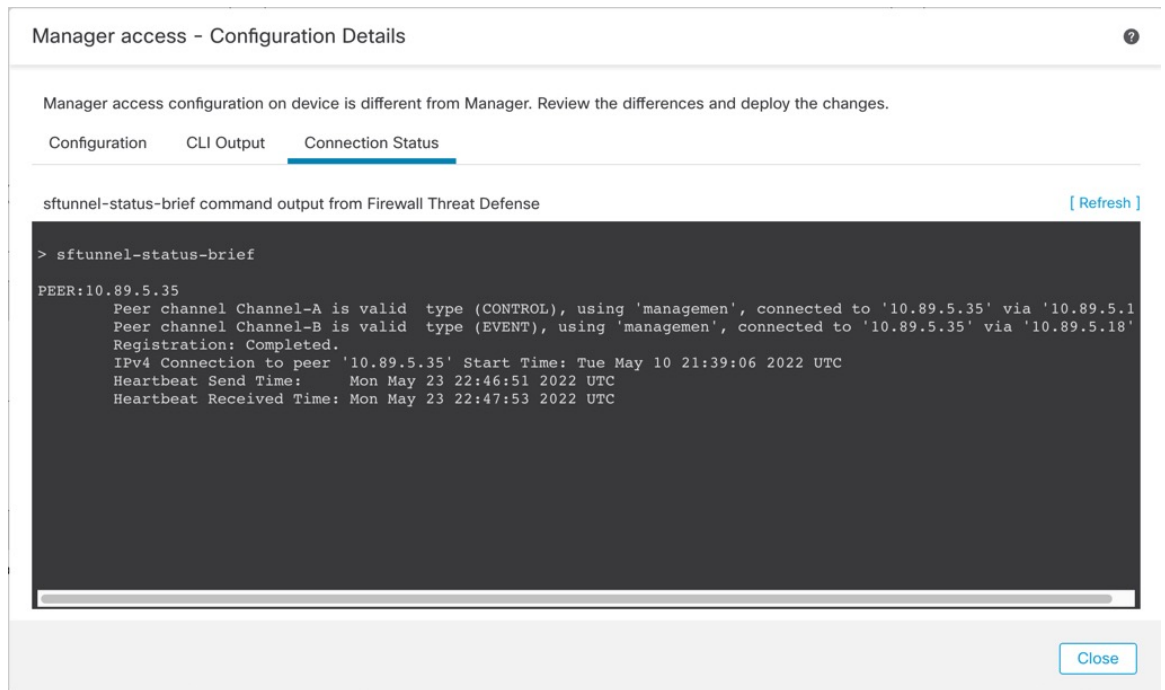 Manager access - Configuration Details
?
Manager access configuration on device is different from Manager. Review the differences and deploy the changes.
Configuration CLI Output Connection Status
sftunnel-status-brief command output from Firewall Threat Defense [ Refresh ]
> sftunnel-status-brief
PEER:10.89.5.35
Peer channel Channel-A is valid type (CONTROL), using 'managemen', connected to '10.89.5.35' via '10.89.5.1
Peer channel Channel-B is valid type (EVENT), using 'managemen', connected to '10.89.5.35' via '10.89.5.18'
Registration: Completed.
IPv4 Connection to peer '10.89.5.35' Start Time: Tue May 10 21:39:06 2022 UTC
Heartbeat Send Time: Mon May 23 22:46:51 2022 UTC
Heartbeat Received Time: Mon May 23 22:47:53 2022 UTC
Close